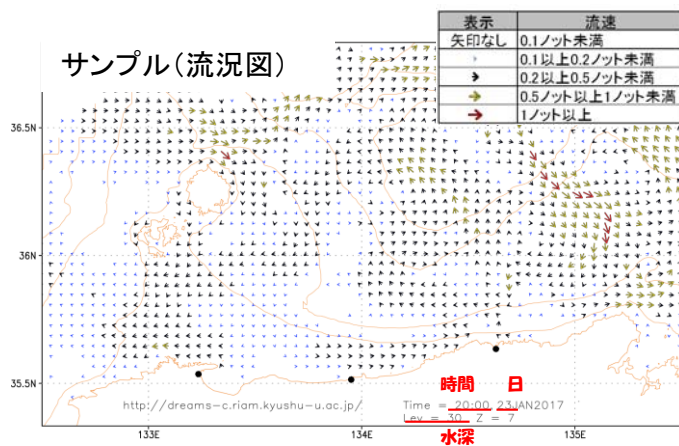 サンプル（流況図）
表示 流速
矢印なし 0.1ノット未満
0.1以上0.2ノット未満
0.2以上0.5ノット未満
0.5ノット以上1ノット未満
1ノット以上
36.5N
36N
35.5N
時間 日
http://dreams-c.riam.kyushu-u.ac.jp/ Time = 20:00, 23JAN2017
Lev = 30 Z = 7
水深
133E 134E 135E